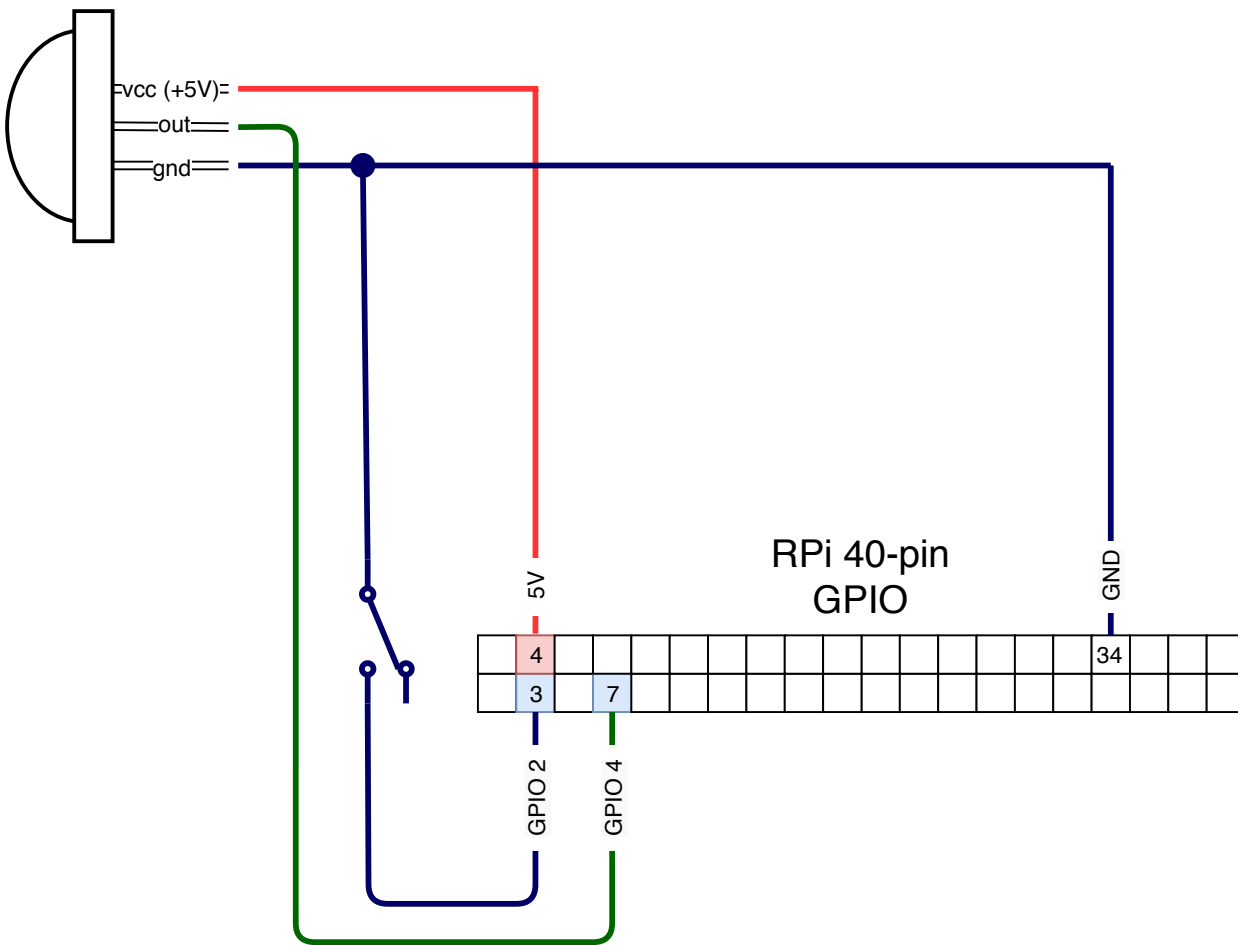 vcc (+5V)
out
gnd
5V
RPi 40-pin
GPIO
GND
4
34
3
7
GPIO 2
GPIO 4